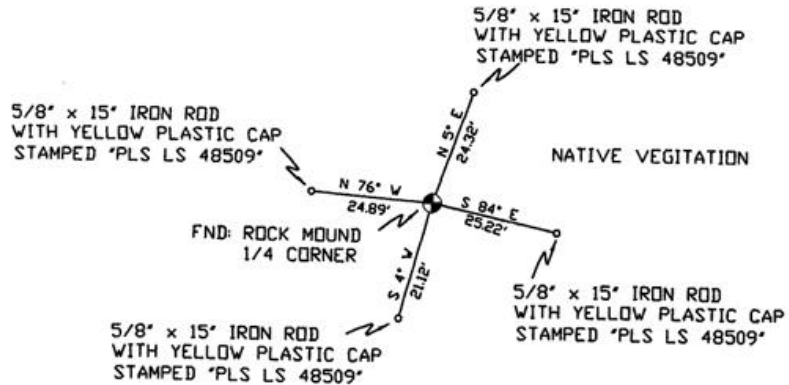 5/8" x 15" IRON ROD
WITH YELLOW PLASTIC CAP
STAMPED "PLS LS 48509"
5/8" x 15" IRON ROD
WITH YELLOW PLASTIC CAP
STAMPED "PLS LS 48509"
N 5° E
24.32'
NATIVE VEGITATION
N 76° W
24.89'
S 84° E
25.22'
FND: ROCK MOUND
1/4 CORNER
S 4° W
21.12'
5/8" x 15" IRON ROD
WITH YELLOW PLASTIC CAP
STAMPED "PLS LS 48509"
5/8" x 15" IRON ROD
WITH YELLOW PLASTIC CAP
STAMPED "PLS LS 48509"